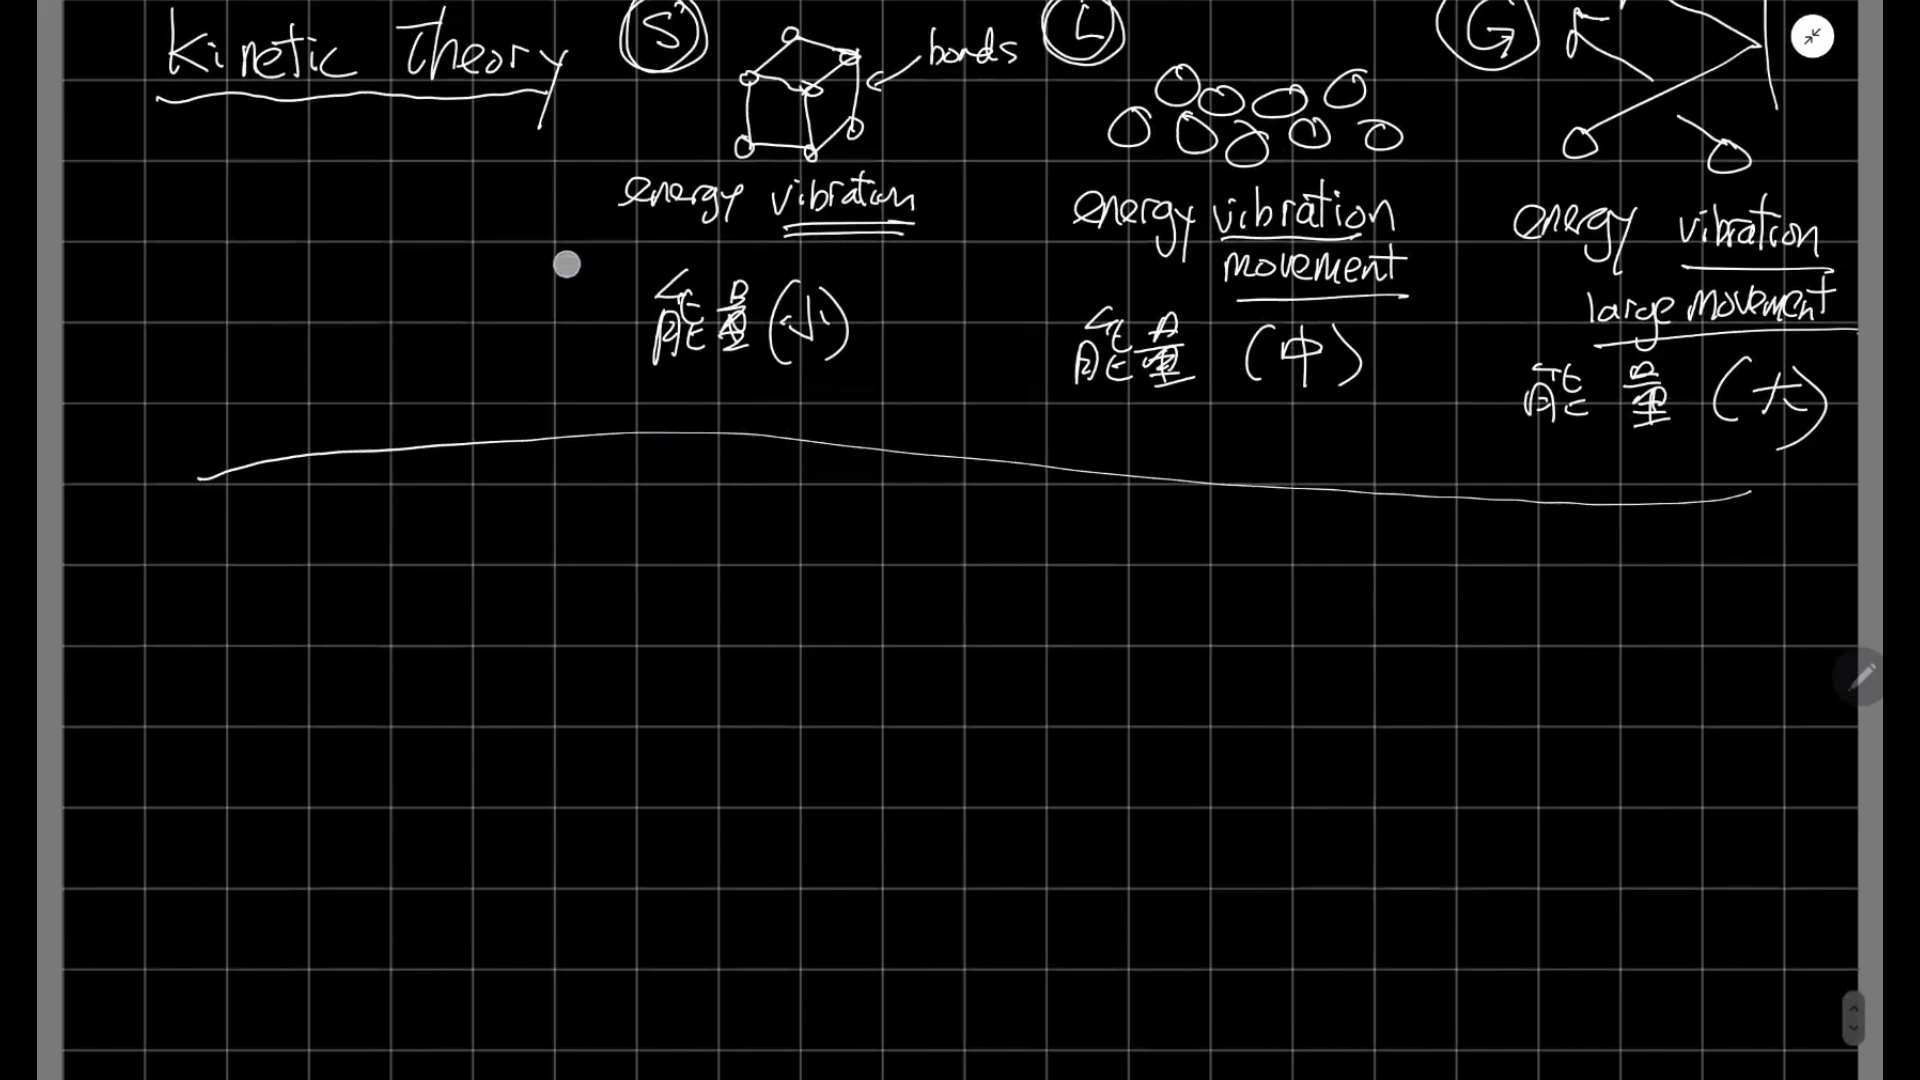 Kinetic Theory
S
bonds
energy vibration
能量 (小)
L
energy vibration
movement
能量 (中)
G
energy vibration
large movement
能量 (大)